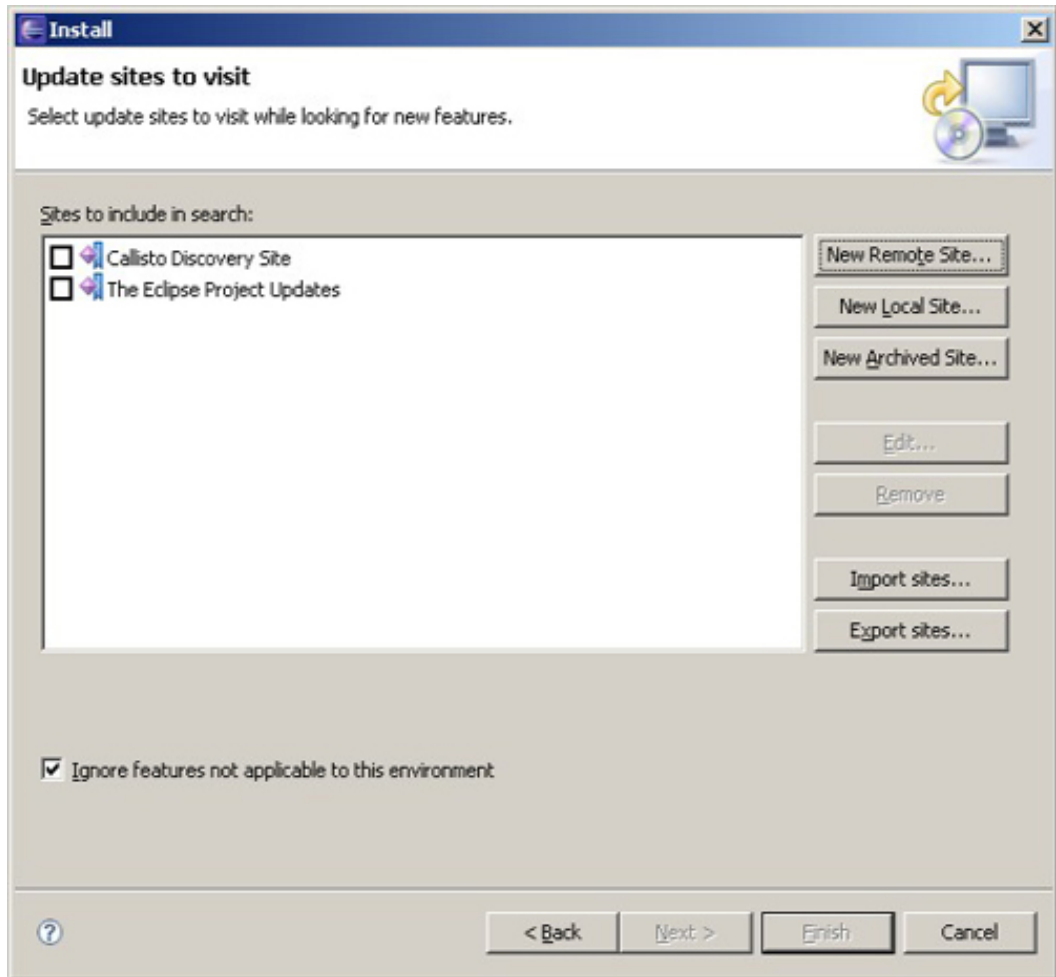 Install
Update sites to visit
Select update sites to visit while looking for new features.
Sites to include in search:
Callisto Discovery Site
The Eclipse Project Updates
New Remote Site...
New Local Site...
New Archived Site...
Edit...
Remove
Import sites...
Export sites...
Ignore features not applicable to this environment
? < Back Next > Finish Cancel